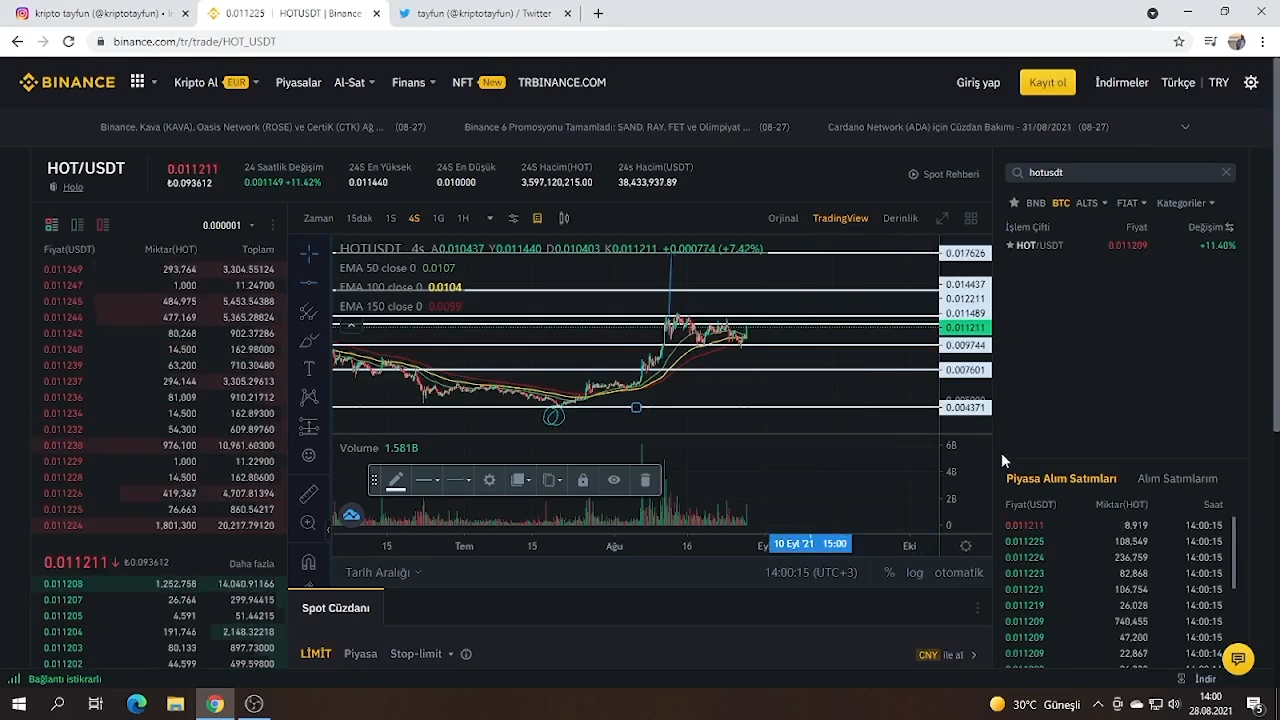 kripto tayfun (@kriptotayfun) • I
0.011225 | HOTUSDT | Binance
tayfun (@kriptotayfun) / Twitter
binance.com/tr/trade/HOT_USDT
BINANCE Kripto Al EUR Piyasalar Al-Sat Finans NFT New TRBINANCE.COM Giriş yap Kayıt ol İndirmeler Türkçe | TRY
Binance, Kava (KAVA), Oasis Network (ROSE) ve CertiK (CTK) Ağ ... (08-27) Binance 6 Promosyonu Tamamladı: SAND, RAY, FET ve Olimpiyat ... (08-27) Cardano Network (ADA) için Cüzdan Bakımı - 31/08/2021 (08-27)
HOT/USDT
Holo
0.011211
₺0.093612
24 Saatlik Değişim
0.001149 +11.42%
24S En Yüksek
0.011440
24S En Düşük
0.010000
24S Hacim(HOT)
3,597,120,215.00
24s Hacim(USDT)
38,433,937.89
Spot Rehberi
0.000001
Fiyat(USDT) Miktar(HOT) Toplam
0.011249 293,764 3,304.55124
0.011247 1,000 11.24700
0.011245 484,975 5,453.54388
0.011244 477,169 5,365.28824
0.011242 80,268 902.37286
0.011240 14,500 162.98000
0.011239 63,200 710.30480
0.011237 294,144 3,305.29613
0.011236 81,009 910.21712
0.011234 14,500 162.89300
0.011232 54,300 609.89760
0.011230 976,100 10,961.60300
0.011229 1,000 11.22900
0.011228 14,500 162.80600
0.011226 419,367 4,707.81394
0.011225 76,663 860.54217
0.011224 1,801,300 20,217.79120
0.011211 ↓ ₺0.093612 Daha fazla
0.011208 1,252,758 14,040.91166
0.011207 26,764 299.94415
0.011205 4,591 51.44215
0.011204 191,746 2,148.32218
0.011203 80,133 897.73000
0.011202 44,599 499.59800
Zaman 15dak 1S 4S 1G 1H Orjinal TradingView Derinlik
HOTUSDT 4s A0.010437 Y0.011440 D0.010403 K0.011211 +0.000774 (+7.42%)
EMA 50 close 0 0.0107
EMA 100 close 0 0.0104
EMA 150 close 0 0.0099
0.017626
0.014437
0.012211
0.011489
0.011211
0.009744
0.007601
0.004371
Volume 1.581B
6B
4B
2B
0
15 Tem 15 Ağu 16 Ey 10 Eyl '21 15:00 Eki
Tarih Aralığı 14:00:15 (UTC+3) % log otomatik
Spot Cüzdanı
LİMİT Piyasa Stop-limit CNY ile al
hotusdt
BNB BTC ALTS FIAT Kategoriler
İşlem Çifti Fiyat Değişim
HOT/USDT 0.011209 +11.40%
Piyasa Alım Satımları Alım Satımlarım
Fiyat(USDT) Miktar(HOT) Saat
0.011211 8,919 14:00:15
0.011225 108,549 14:00:15
0.011224 236,759 14:00:15
0.011223 82,868 14:00:15
0.011221 106,754 14:00:15
0.011219 26,028 14:00:15
0.011209 740,455 14:00:15
0.011209 47,200 14:00:15
0.011209 22,867 14:00:14
Bağlantı istikrarlı
İndir
30°C Güneşli
14:00
28.08.2021